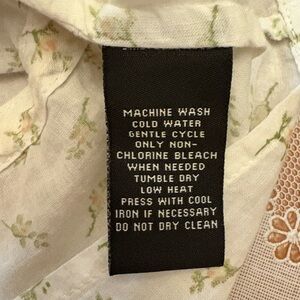 MACHINE WASH
COLD WATER
GENTLE CYCLE
ONLY NON-
CHLORINE BLEACH
WHEN NEEDED
TUMBLE DRY
LOW HEAT
PRESS WITH COOL
IRON IF NECESSARY
DO NOT DRY CLEAN